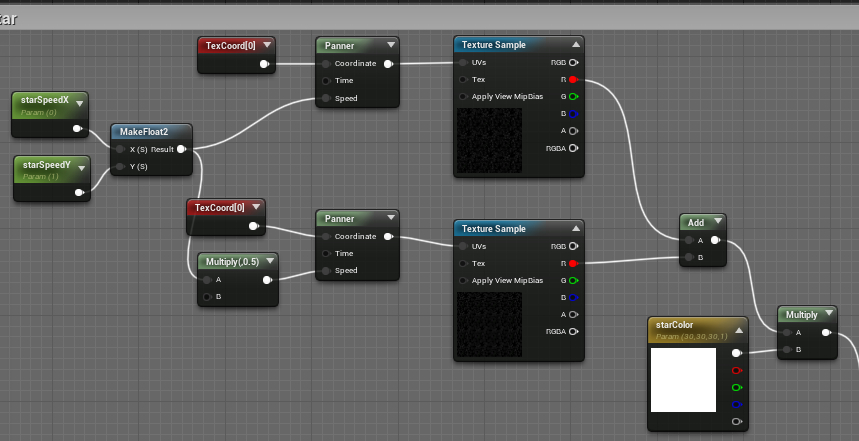 tar
TexCoord[0]
Panner
Coordinate
Time
Speed
Texture Sample
UVs
RGB
Tex
R
Apply View MipBias
G
B
A
RGBA
starSpeedX
Param (0)
MakeFloat2
X (S) Result
Y (S)
starSpeedY
Param (1)
TexCoord[0]
Multiply(,0.5)
A
B
Panner
Coordinate
Time
Speed
Texture Sample
UVs
RGB
Tex
R
Apply View MipBias
G
B
A
RGBA
Add
A
B
starColor
Param (30,30,30,1)
Multiply
A
B